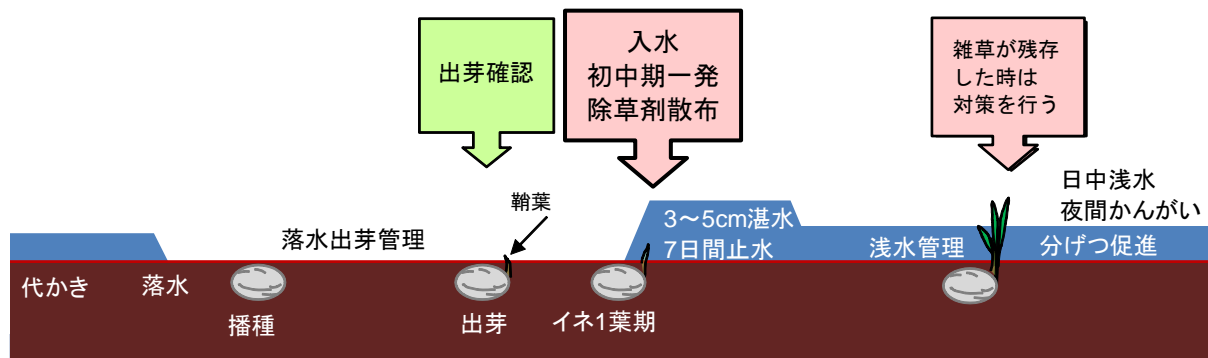 出芽確認
入水
初中期一発
除草剤散布
雑草が残存
した時は
対策を行う
鞘葉
日中浅水
夜間かんがい
落水出芽管理
3~5cm湛水
7日間止水
浅水管理
分げつ促進
代かき
落水
播種
出芽
イネ1葉期